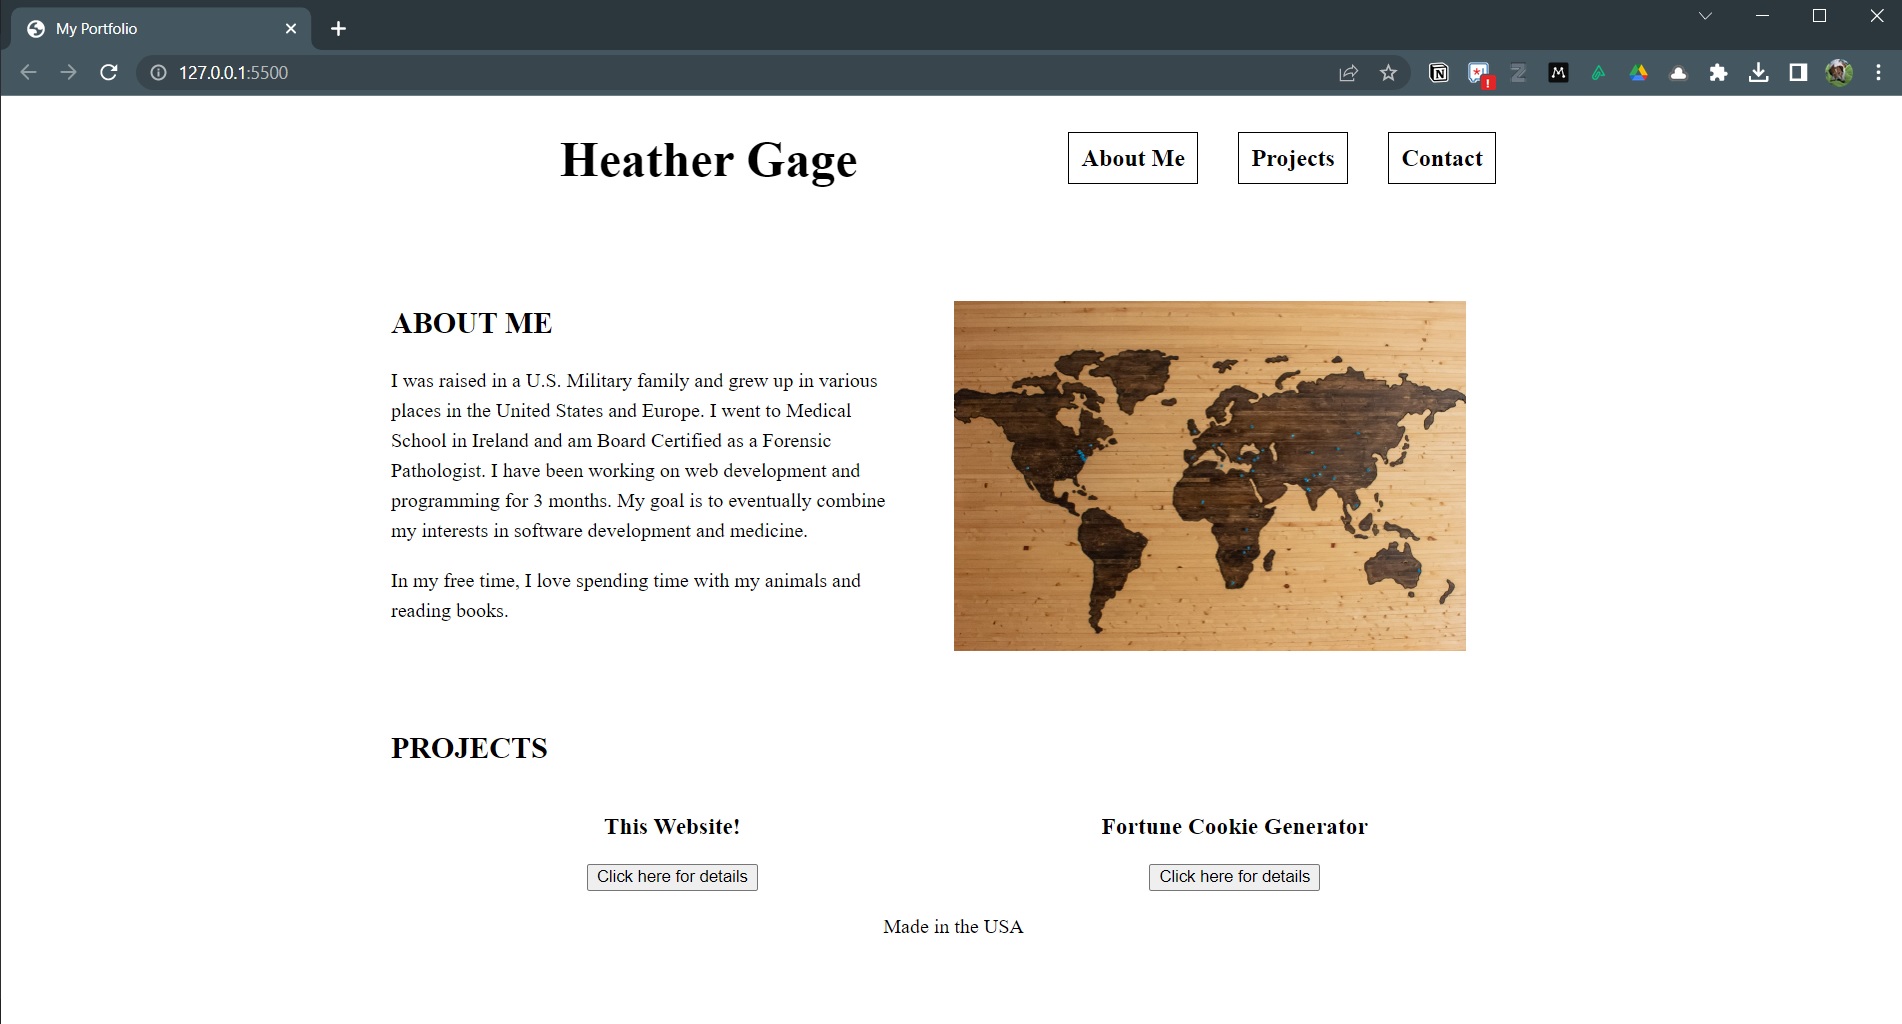 My Portfolio
127.0.0.1:5500
Heather Gage
About Me
Projects
Contact
ABOUT ME
I was raised in a U.S. Military family and grew up in various
places in the United States and Europe. I went to Medical
School in Ireland and am Board Certified as a Forensic
Pathologist. I have been working on web development and
programming for 3 months. My goal is to eventually combine
my interests in software development and medicine.
In my free time, I love spending time with my animals and
reading books.
PROJECTS
This Website!
Fortune Cookie Generator
Click here for details
Click here for details
Made in the USA